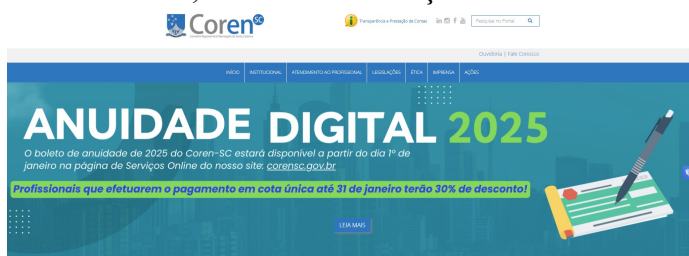 Coren SC
Transparência e Prestação de Contas
Pesquisar no Portal
Ouvidoria | Fale Conosco
INÍCIO INSTITUCIONAL ATENDIMENTO AO PROFISSIONAL LEGISLAÇÕES ÉTICA IMPRENSA AÇÕES
ANUIDADE DIGITAL 2025
O boleto de anuidade de 2025 do Coren-SC estará disponível a partir do dia 1º de
janeiro na página de Serviços Online do nosso site: corensc.gov.br
Profissionais que efetuarem o pagamento em cota única até 31 de janeiro terão 30% de desconto!
LEIA MAIS